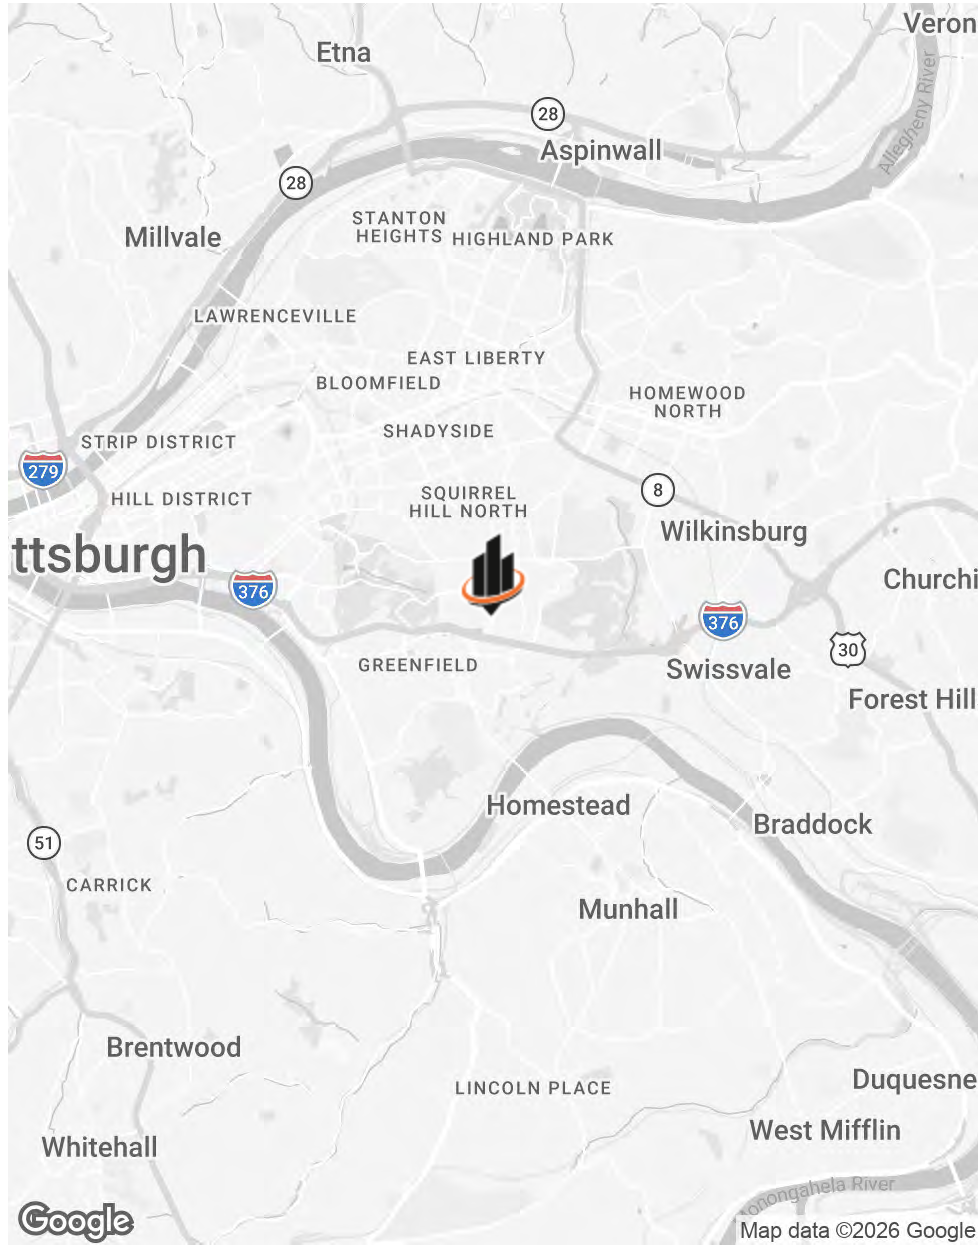 Veron
Etna
Allegheny River
28
Aspinwall
28
STANTON
HEIGHTS
HIGHLAND PARK
Millvale
LAWRENCEVILLE
EAST LIBERTY
BLOOMFIELD
HOMEWOOD
NORTH
SHADYSIDE
STRIP DISTRICT
279
HILL DISTRICT
SQUIRREL
HILL NORTH
8
Wilkinsburg
ttsburgh
376
Churchi
376
30
GREENFIELD
Swissvale
Forest Hill
Homestead
Braddock
51
CARRICK
Munhall
Brentwood
LINCOLN PLACE
Duquesne
West Mifflin
Whitehall
onongahela River
Google
Map data ©2026 Google